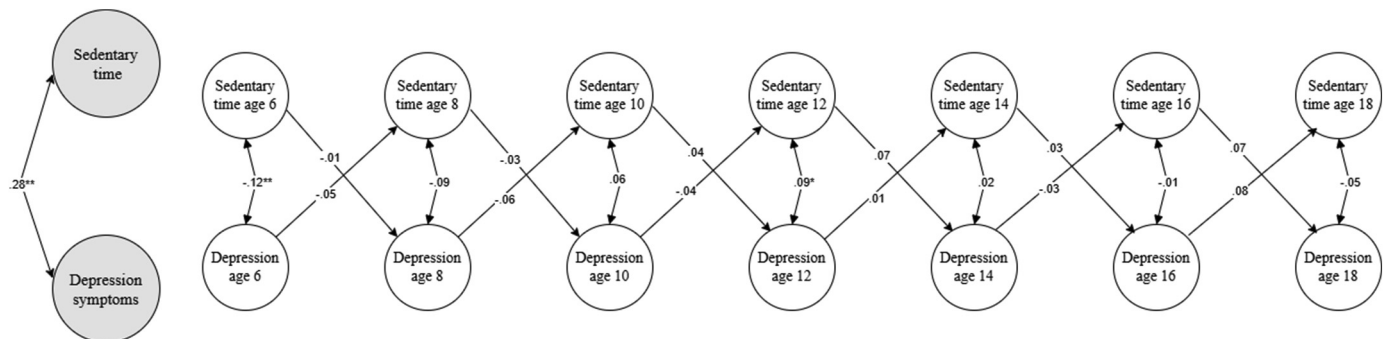 Sedentary
time
.28**
Depression
symptoms
Sedentary
time age 6
Sedentary
time age 8
Sedentary
time age 10
Sedentary
time age 12
Sedentary
time age 14
Sedentary
time age 16
Sedentary
time age 18
-.01
-.03
.04
.07
.03
.07
-.12**
-.09
.06
.09*
.02
-.01
-.05
-.05
-.06
-.04
.01
-.03
.08
Depression
age 6
Depression
age 8
Depression
age 10
Depression
age 12
Depression
age 14
Depression
age 16
Depression
age 18